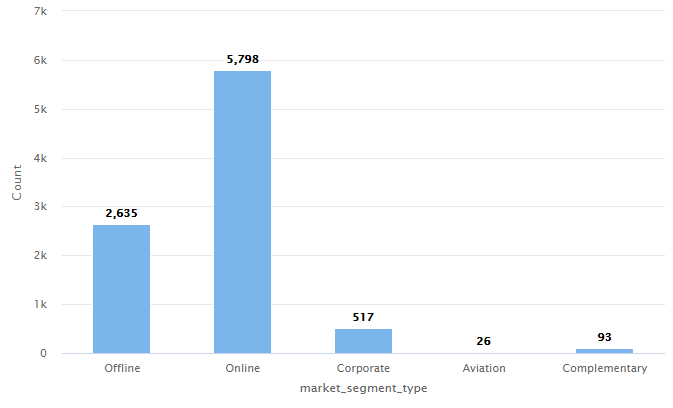 7k
6k
5k
4k
3k
2k
1k
0
Count
2,635
5,798
517
26
93
Offline
Online
Corporate
Aviation
Complementary
market_segment_type